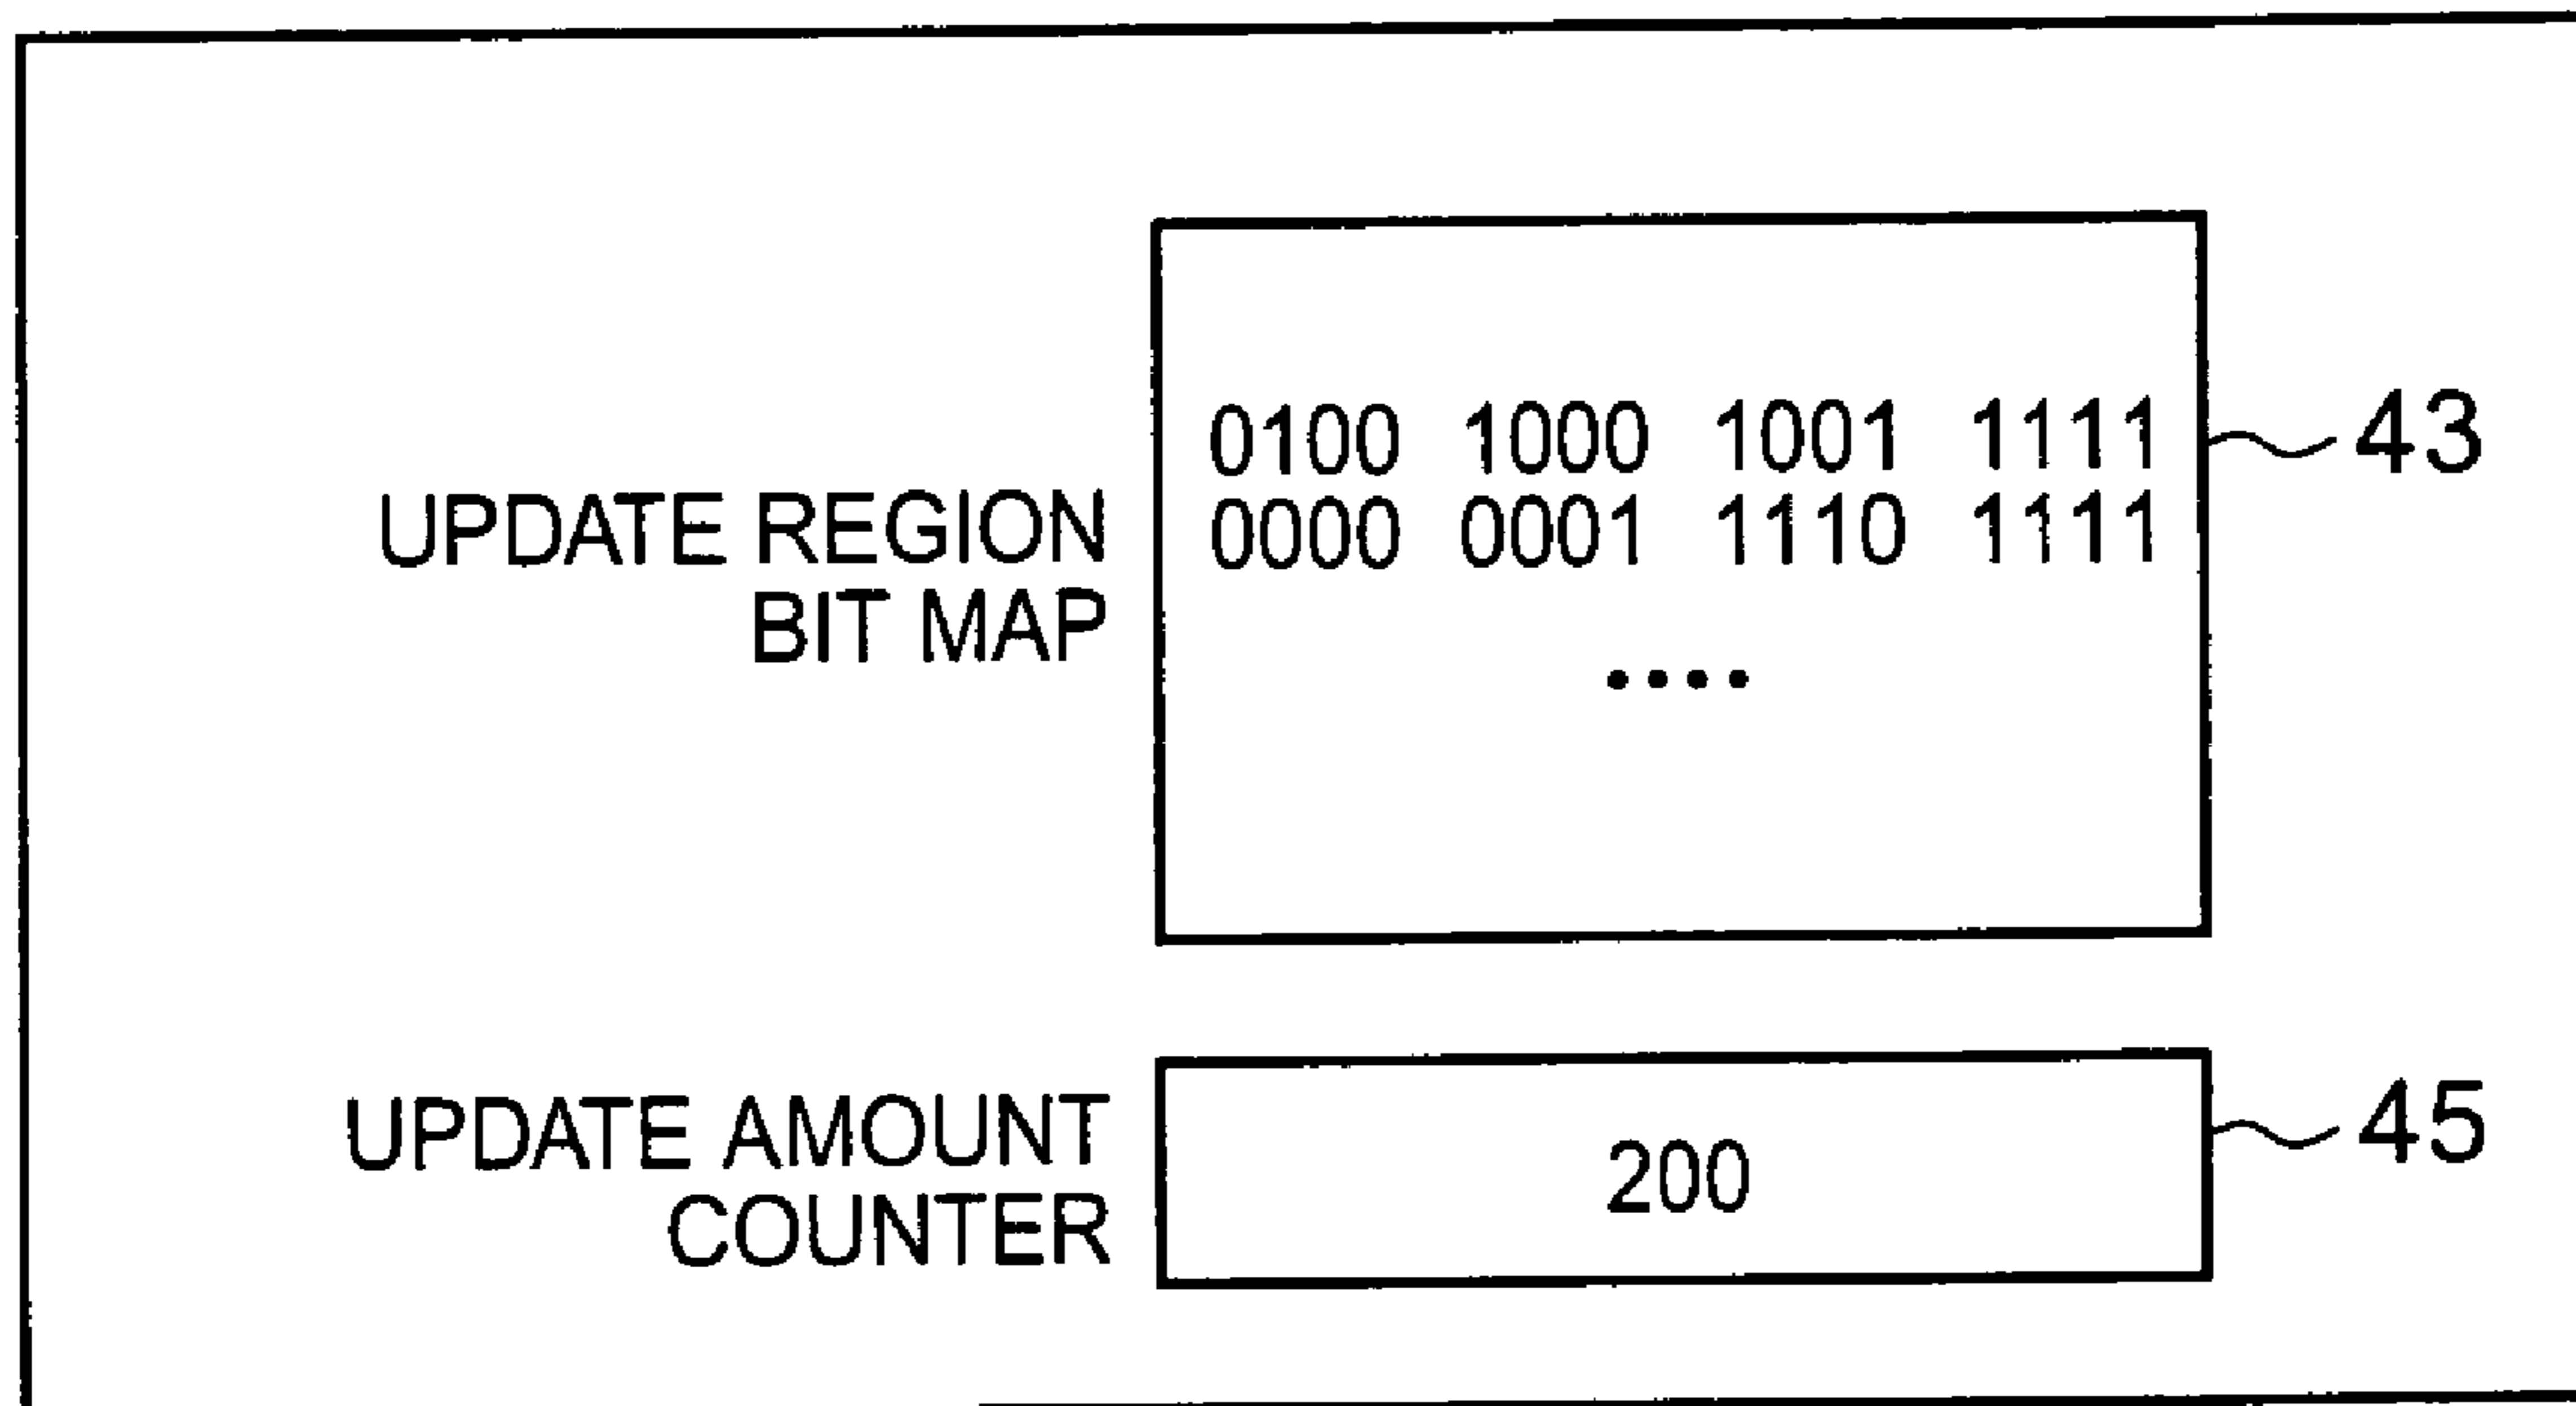 0100 1000 1001 1111 43
UPDATE REGION 0000 0001 1110 1111
BIT MAP
....
UPDATE AMOUNT 45
200
COUNTER